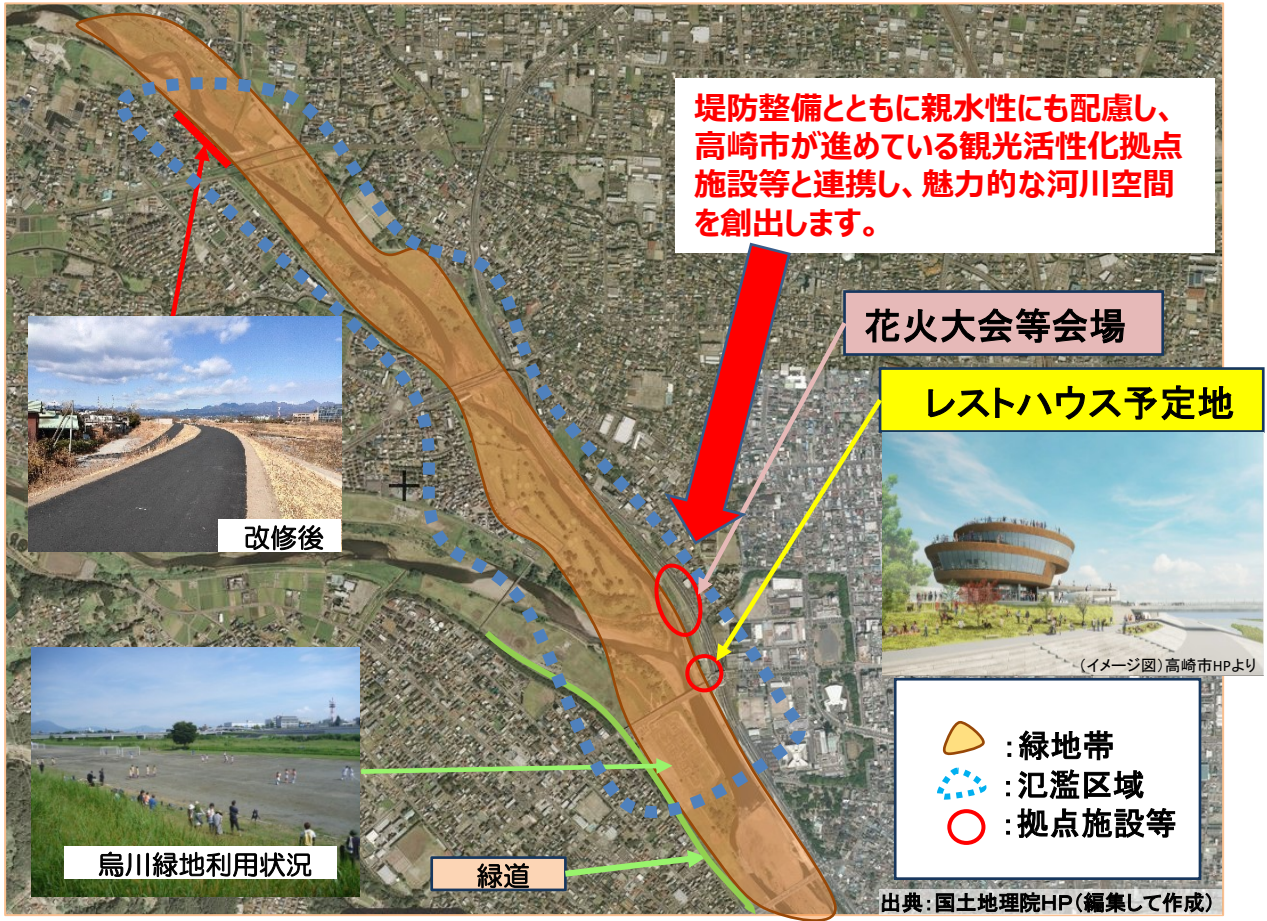 堤防整備とともに親水性にも配慮し、
高崎市が進めている観光活性化拠点
施設等と連携し、魅力的な河川空間
を創出します。
花火大会等会場
レストハウス予定地
改修後
(イメージ図)高崎市HPより
:緑地帯
:氾濫区域
:拠点施設等
烏川緑地利用状況
緑道
出典:国土地理院HP(編集して作成)